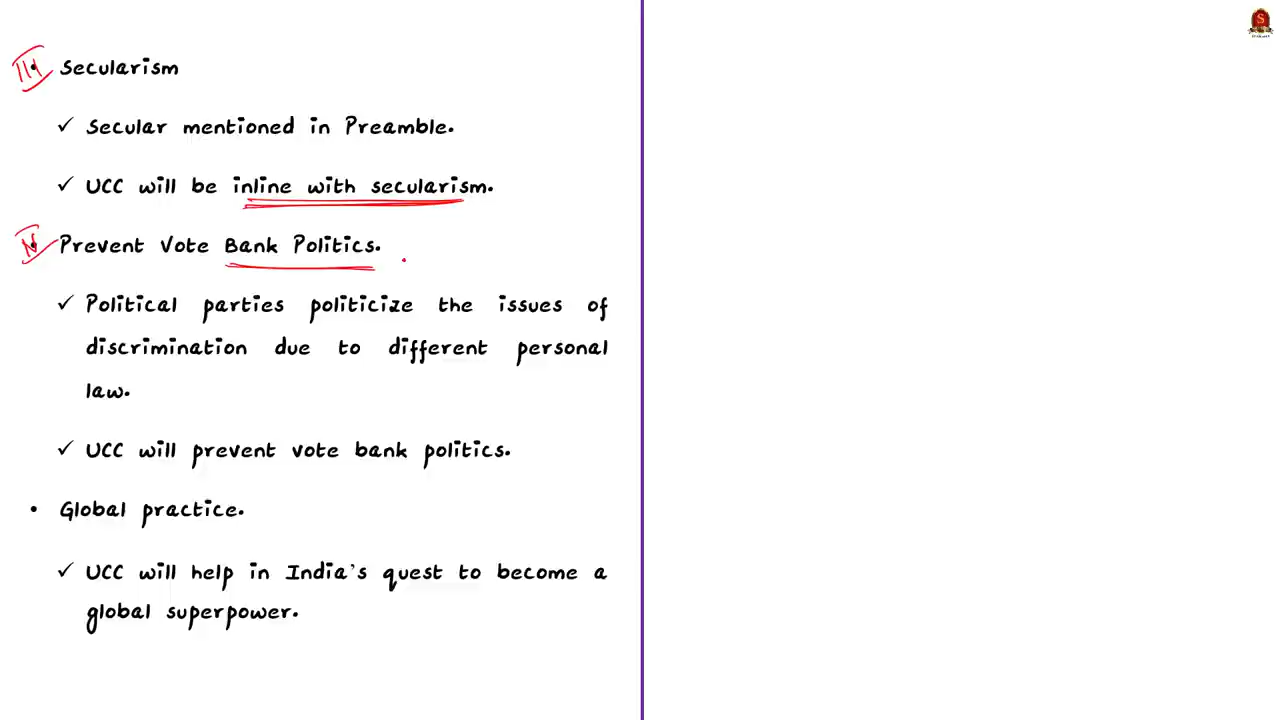 III Secularism
✓ Secular mentioned in Preamble.
✓ UCC will be inline with secularism.
IV Prevent Vote Bank Politics.
✓ Political parties politicize the issues of
discrimination due to different personal
law.
✓ UCC will prevent vote bank politics.
• Global practice.
✓ UCC will help in India's quest to become a
global superpower.
S